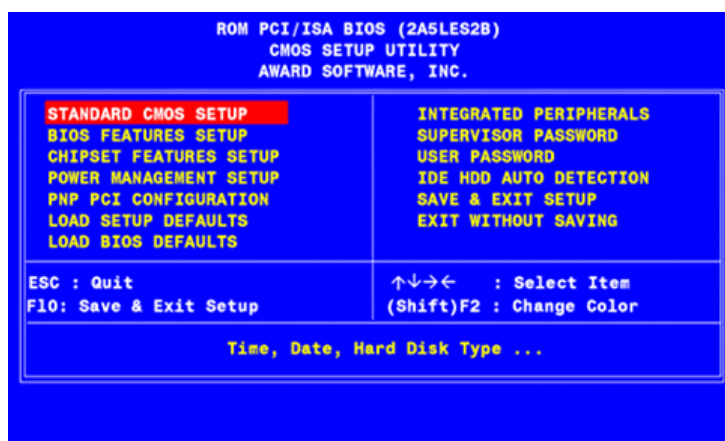 ROM PCI/ISA BIOS (2A5LES2B)
CMOS SETUP UTILITY
AWARD SOFTWARE, INC.
STANDARD CMOS SETUP
BIOS FEATURES SETUP
CHIPSET FEATURES SETUP
POWER MANAGEMENT SETUP
PNP PCI CONFIGURATION
LOAD SETUP DEFAULTS
LOAD BIOS DEFAULTS
INTEGRATED PERIPHERALS
SUPERVISOR PASSWORD
USER PASSWORD
IDE HDD AUTO DETECTION
SAVE & EXIT SETUP
EXIT WITHOUT SAVING
ESC : Quit
F10: Save & Exit Setup
↑↓→← : Select Item
(Shift)F2 : Change Color
Time, Date, Hard Disk Type ...